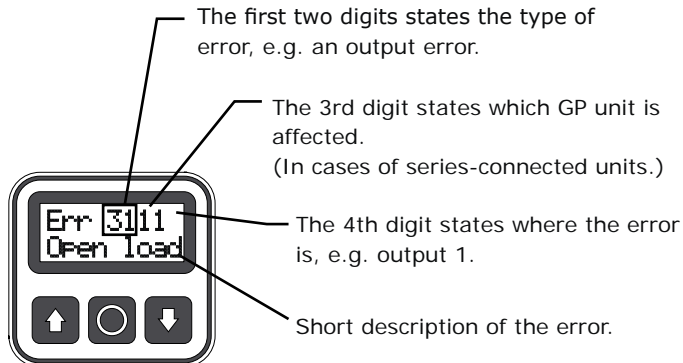 The first two digits states the type of
error, e.g. an output error.
The 3rd digit states which GP unit is
affected.
(In cases of series-connected units.)
Err 3111
Open load
The 4th digit states where the error
is, e.g. output 1.
Short description of the error.